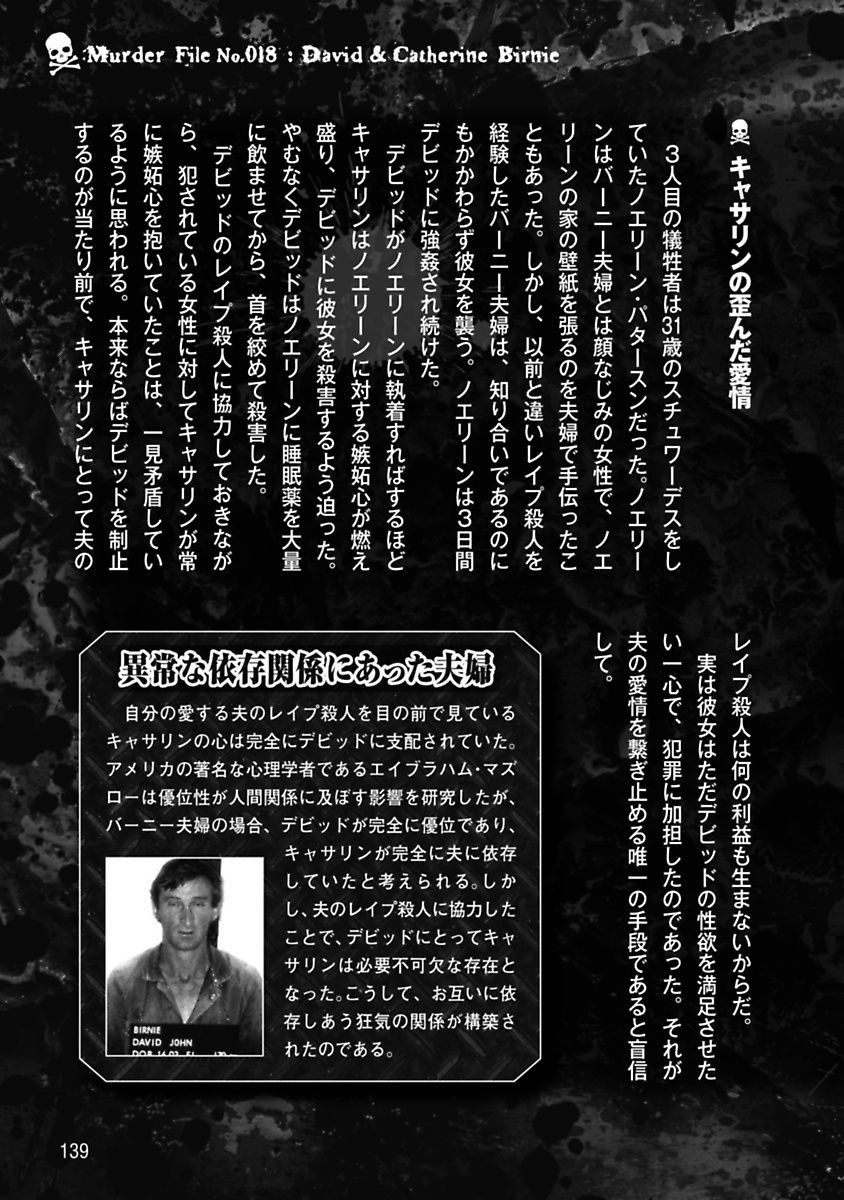 Murder File No.018 : David & Catherine Birnie
キャサリンの歪んだ愛情
３人目の犠牲者は31歳のスチュワーデスをし
ていたノエリーン・パタースンだった。ノエリー
ンはバーニー夫婦とは顔なじみの女性で、ノエ
リーンの家の壁紙を張るのを夫婦で手伝ったこ
ともあった。しかし、以前と違いレイプ殺人を
経験したバーニー夫婦は、知り合いであるのに
もかかわらず彼女を襲う。ノエリーンは３日間
デビッドに強姦され続けた。
デビッドがノエリーンに執着すればするほど
キャサリンはノエリーンに対する嫉妬心が燃え
盛り、デビッドに彼女を殺害するよう迫った。
やむなくデビッドはノエリーンに睡眠薬を大量
に飲ませてから、首を絞めて殺害した。
デビッドのレイプ殺人に協力しておきなが
ら、犯されている女性に対してキャサリンが常
に嫉妬心を抱いていたことは、一見矛盾してい
るように思われる。本来ならばデビッドを制止
するのが当たり前で、キャサリンにとって夫の
レイプ殺人は何の利益も生まないからだ。
実は彼女はただデビッドの性欲を満足させた
い一心で、犯罪に加担したのであった。それが
夫の愛情を繋ぎ止める唯一の手段であると盲信
して。
異常な依存関係にあった夫婦
自分の愛する夫のレイプ殺人を目の前で見ている
キャサリンの心は完全にデビッドに支配されていた。
アメリカの著名な心理学者であるエイブラハム・マズ
ローは優位性が人間関係に及ぼす影響を研究したが、
バーニー夫婦の場合、デビッドが完全に優位であり、
キャサリンが完全に夫に依存
していたと考えられる。しか
し、夫のレイプ殺人に協力した
ことで、デビッドにとってキャ
サリンは必要不可欠な存在と
なった。こうして、お互いに依
存しあう狂気の関係が構築さ
れたのである。
BIRNIE
DAVID JOHN
DOB 16 02
139